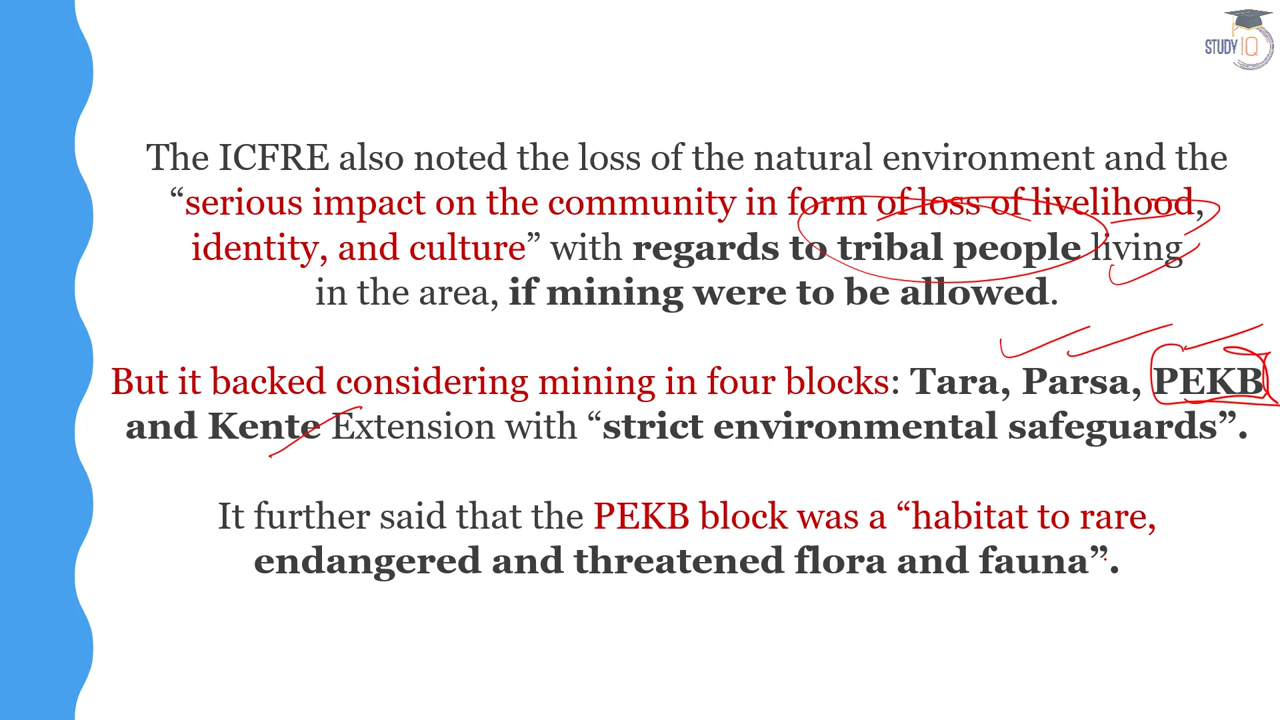 STUDY IQ
The ICFRE also noted the loss of the natural environment and the
“serious impact on the community in form of loss of livelihood,
identity, and culture” with regards to tribal people living
in the area, if mining were to be allowed.
But it backed considering mining in four blocks: Tara, Parsa, PEKB
and Kente Extension with “strict environmental safeguards”.
It further said that the PEKB block was a “habitat to rare,
endangered and threatened flora and fauna”.